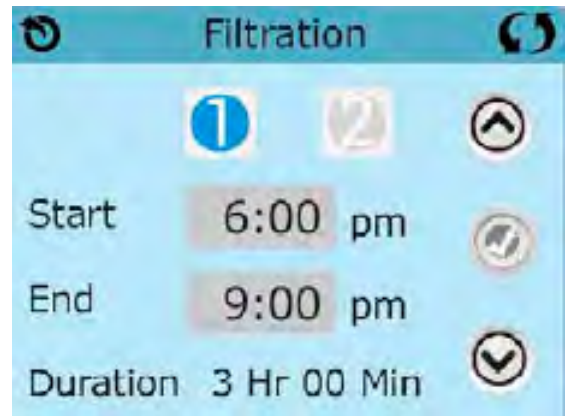 Filtration
1 2
Start 6:00 pm
End 9:00 pm
Duration 3 Hr 00 Min